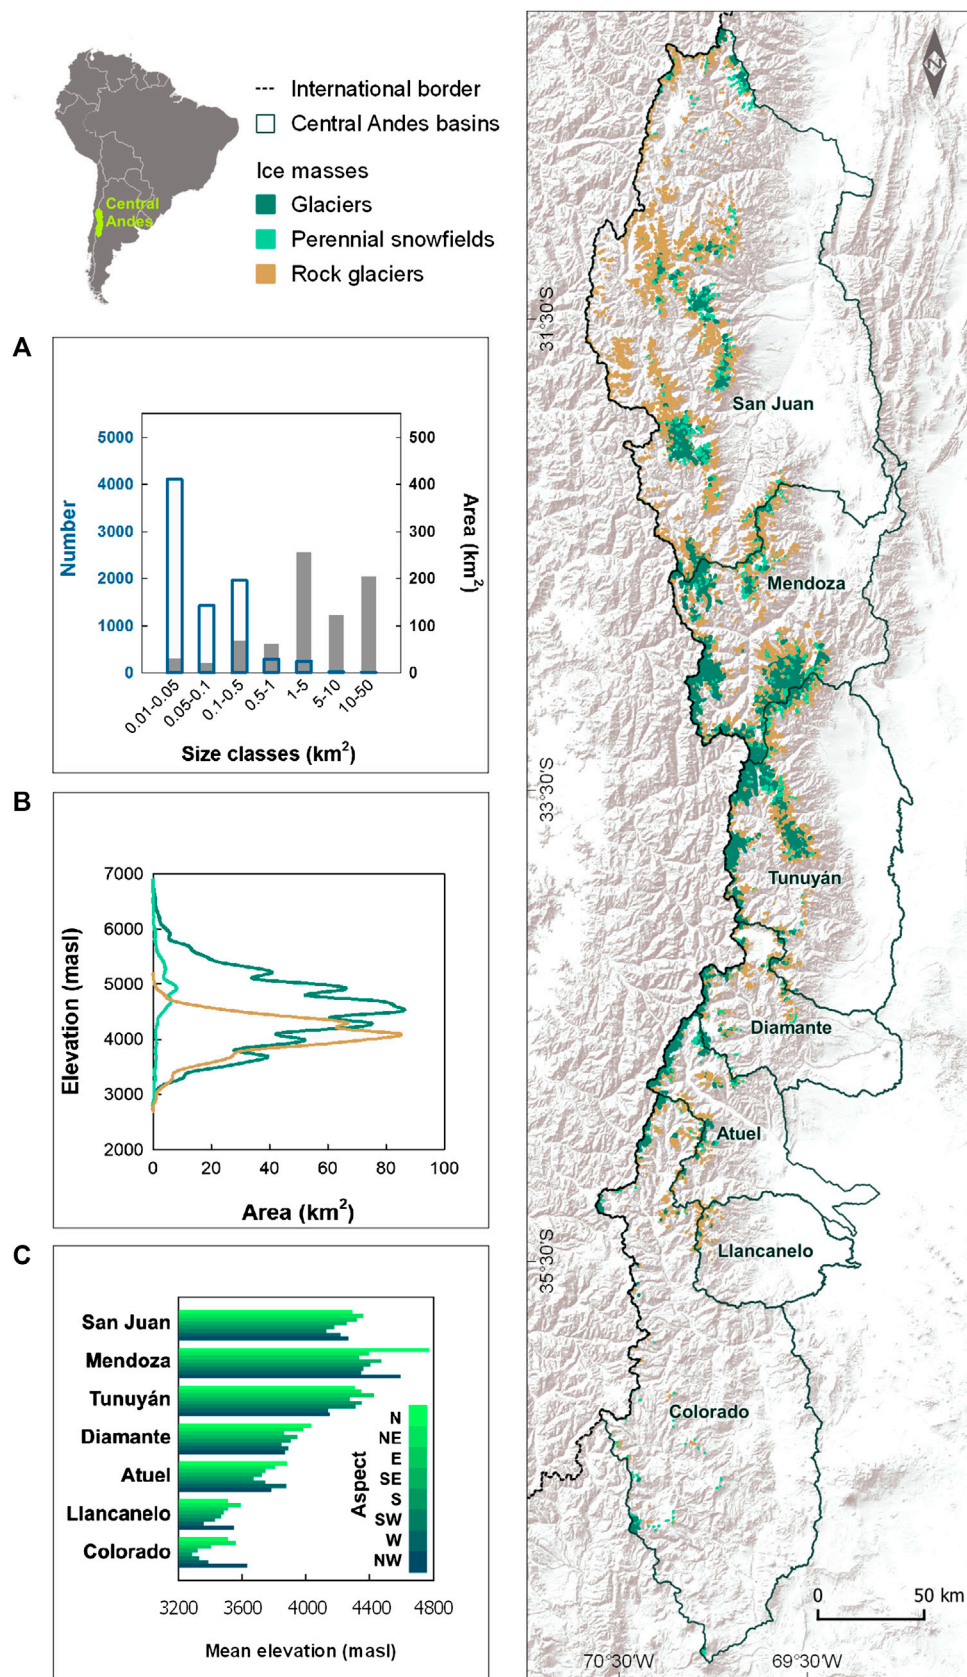 International border
Central Andes basins
Ice masses
Glaciers
Perennial snowfields
Rock glaciers
Central
Andes
N
A
Number
5000
4000
3000
2000
1000
0
500
400
300
200
100
0
Area (km²)
0.01-0.05
0.05-0.1
0.1-0.5
0.5-1
1-5
5-10
10-50
Size classes (km²)
B
Elevation (masl)
7000
6000
5000
4000
3000
2000
0 20 40 60 80 100
Area (km²)
C
San Juan
Mendoza
Tunuyán
Diamante
Atuel
Llancanelo
Colorado
Aspect
N
NE
E
SE
S
SW
W
NW
3200 3600 4000 4400 4800
Mean elevation (masl)
31°30'S
33°30'S
35°30'S
San Juan
Mendoza
Tunuyán
Diamante
Atuel
Llancanelo
Colorado
0 50 km
70°30'W 69°30'W